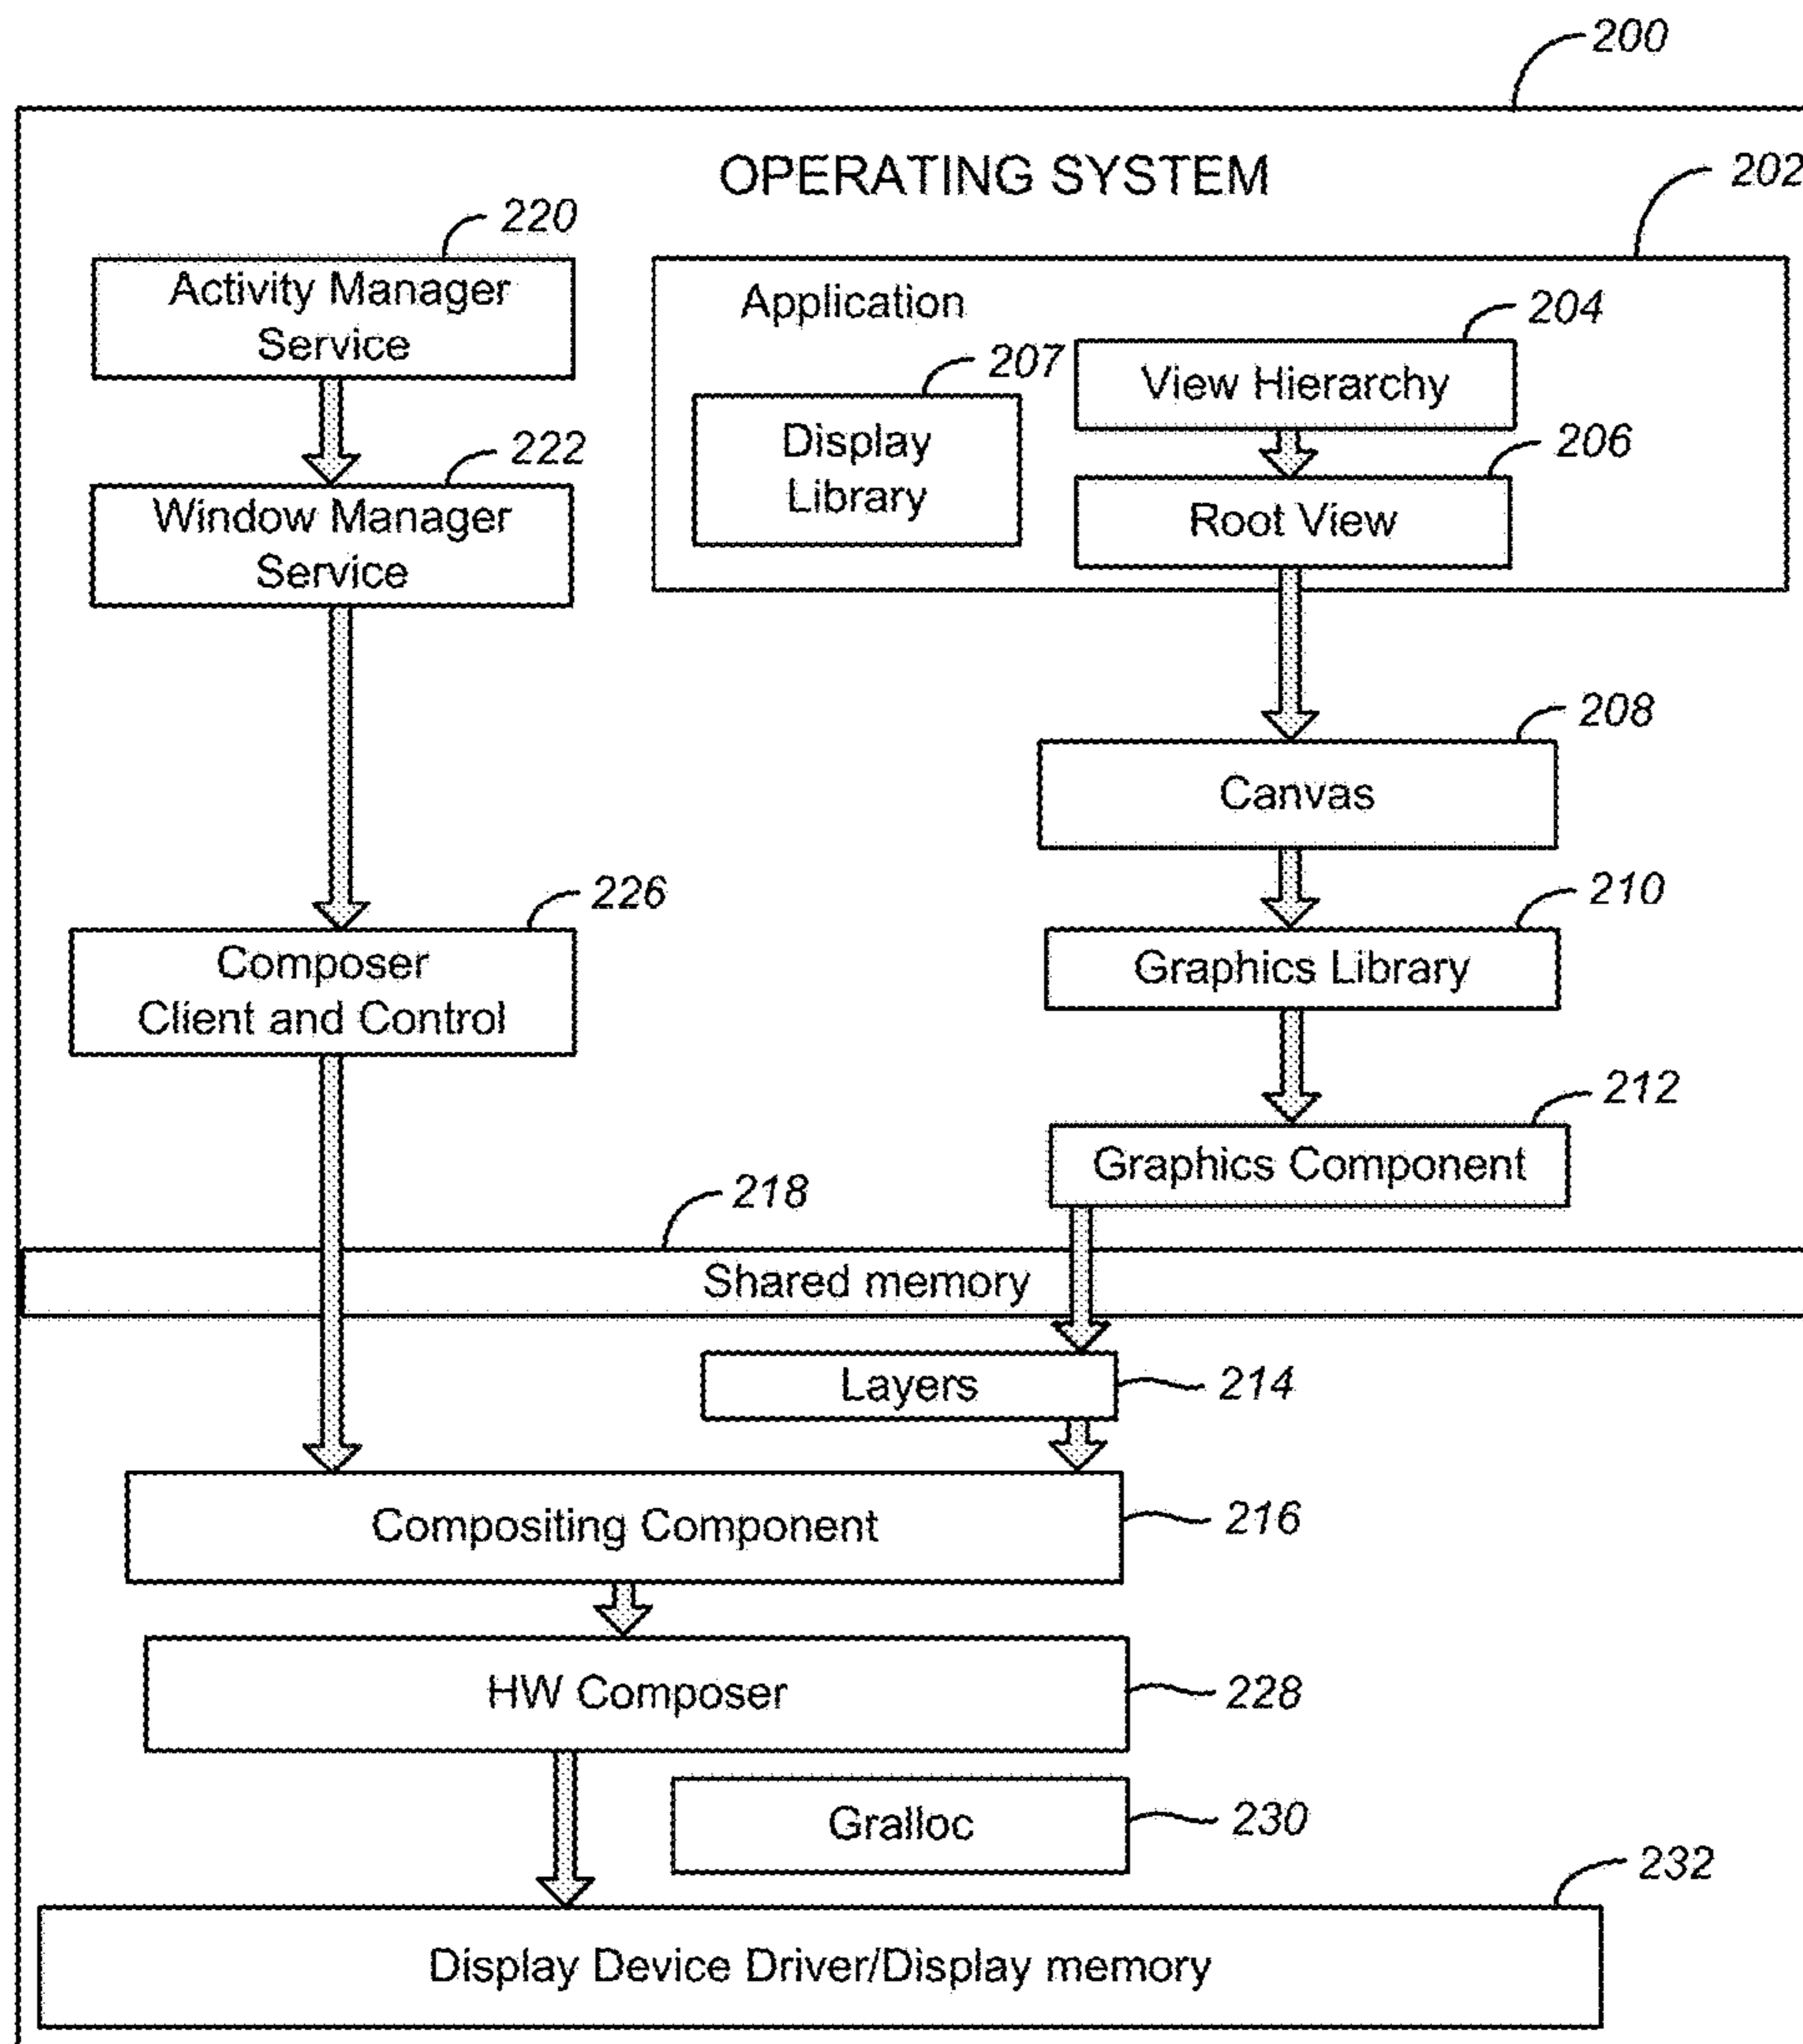 200
OPERATING SYSTEM
202
220
Activity Manager
Service
Application
204
View Hierarchy
207
Display
Library
206
Root View
222
Window Manager
Service
208
Canvas
226
Composer
Client and Control
210
Graphics Library
212
Graphics Component
218
Shared memory
Layers
214
Compositing Component
216
HW Composer
228
Gralloc
230
232
Display Device Driver/Display memory